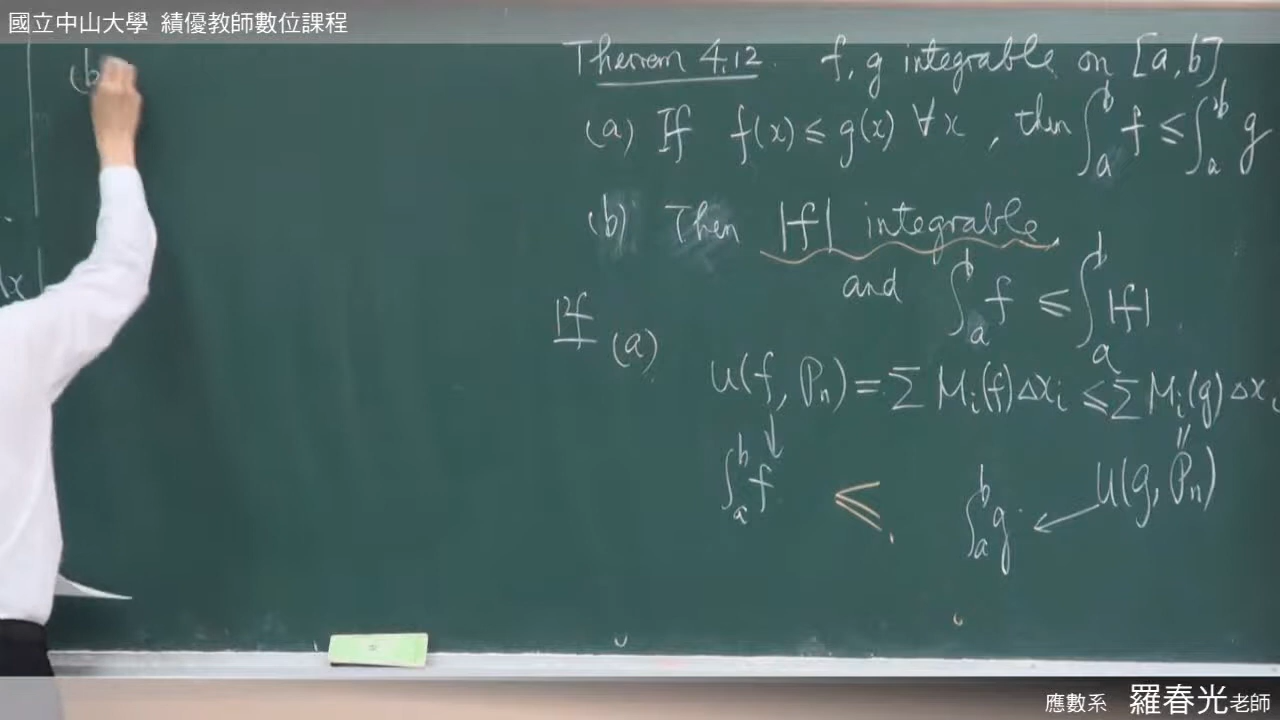 國立中山大學 績優教師數位課程
(b
Theorem 4.12. f, g integrable on [a,b].
(a) If f(x) ≤ g(x) ∀x, then ∫_a^b f ≤ ∫_a^b g
(b) Then |f| integrable.
and ∫_a^b f ≤ ∫_a^b |f|.
dx
Pf (a)
U(f, P_n) = Σ M_i(f) Δx_i ≤ Σ M_i(g) Δx_i
↓ ||
∫_a^b f ≤ ∫_a^b g ← U(g, P_n)
應數系 羅春光老師